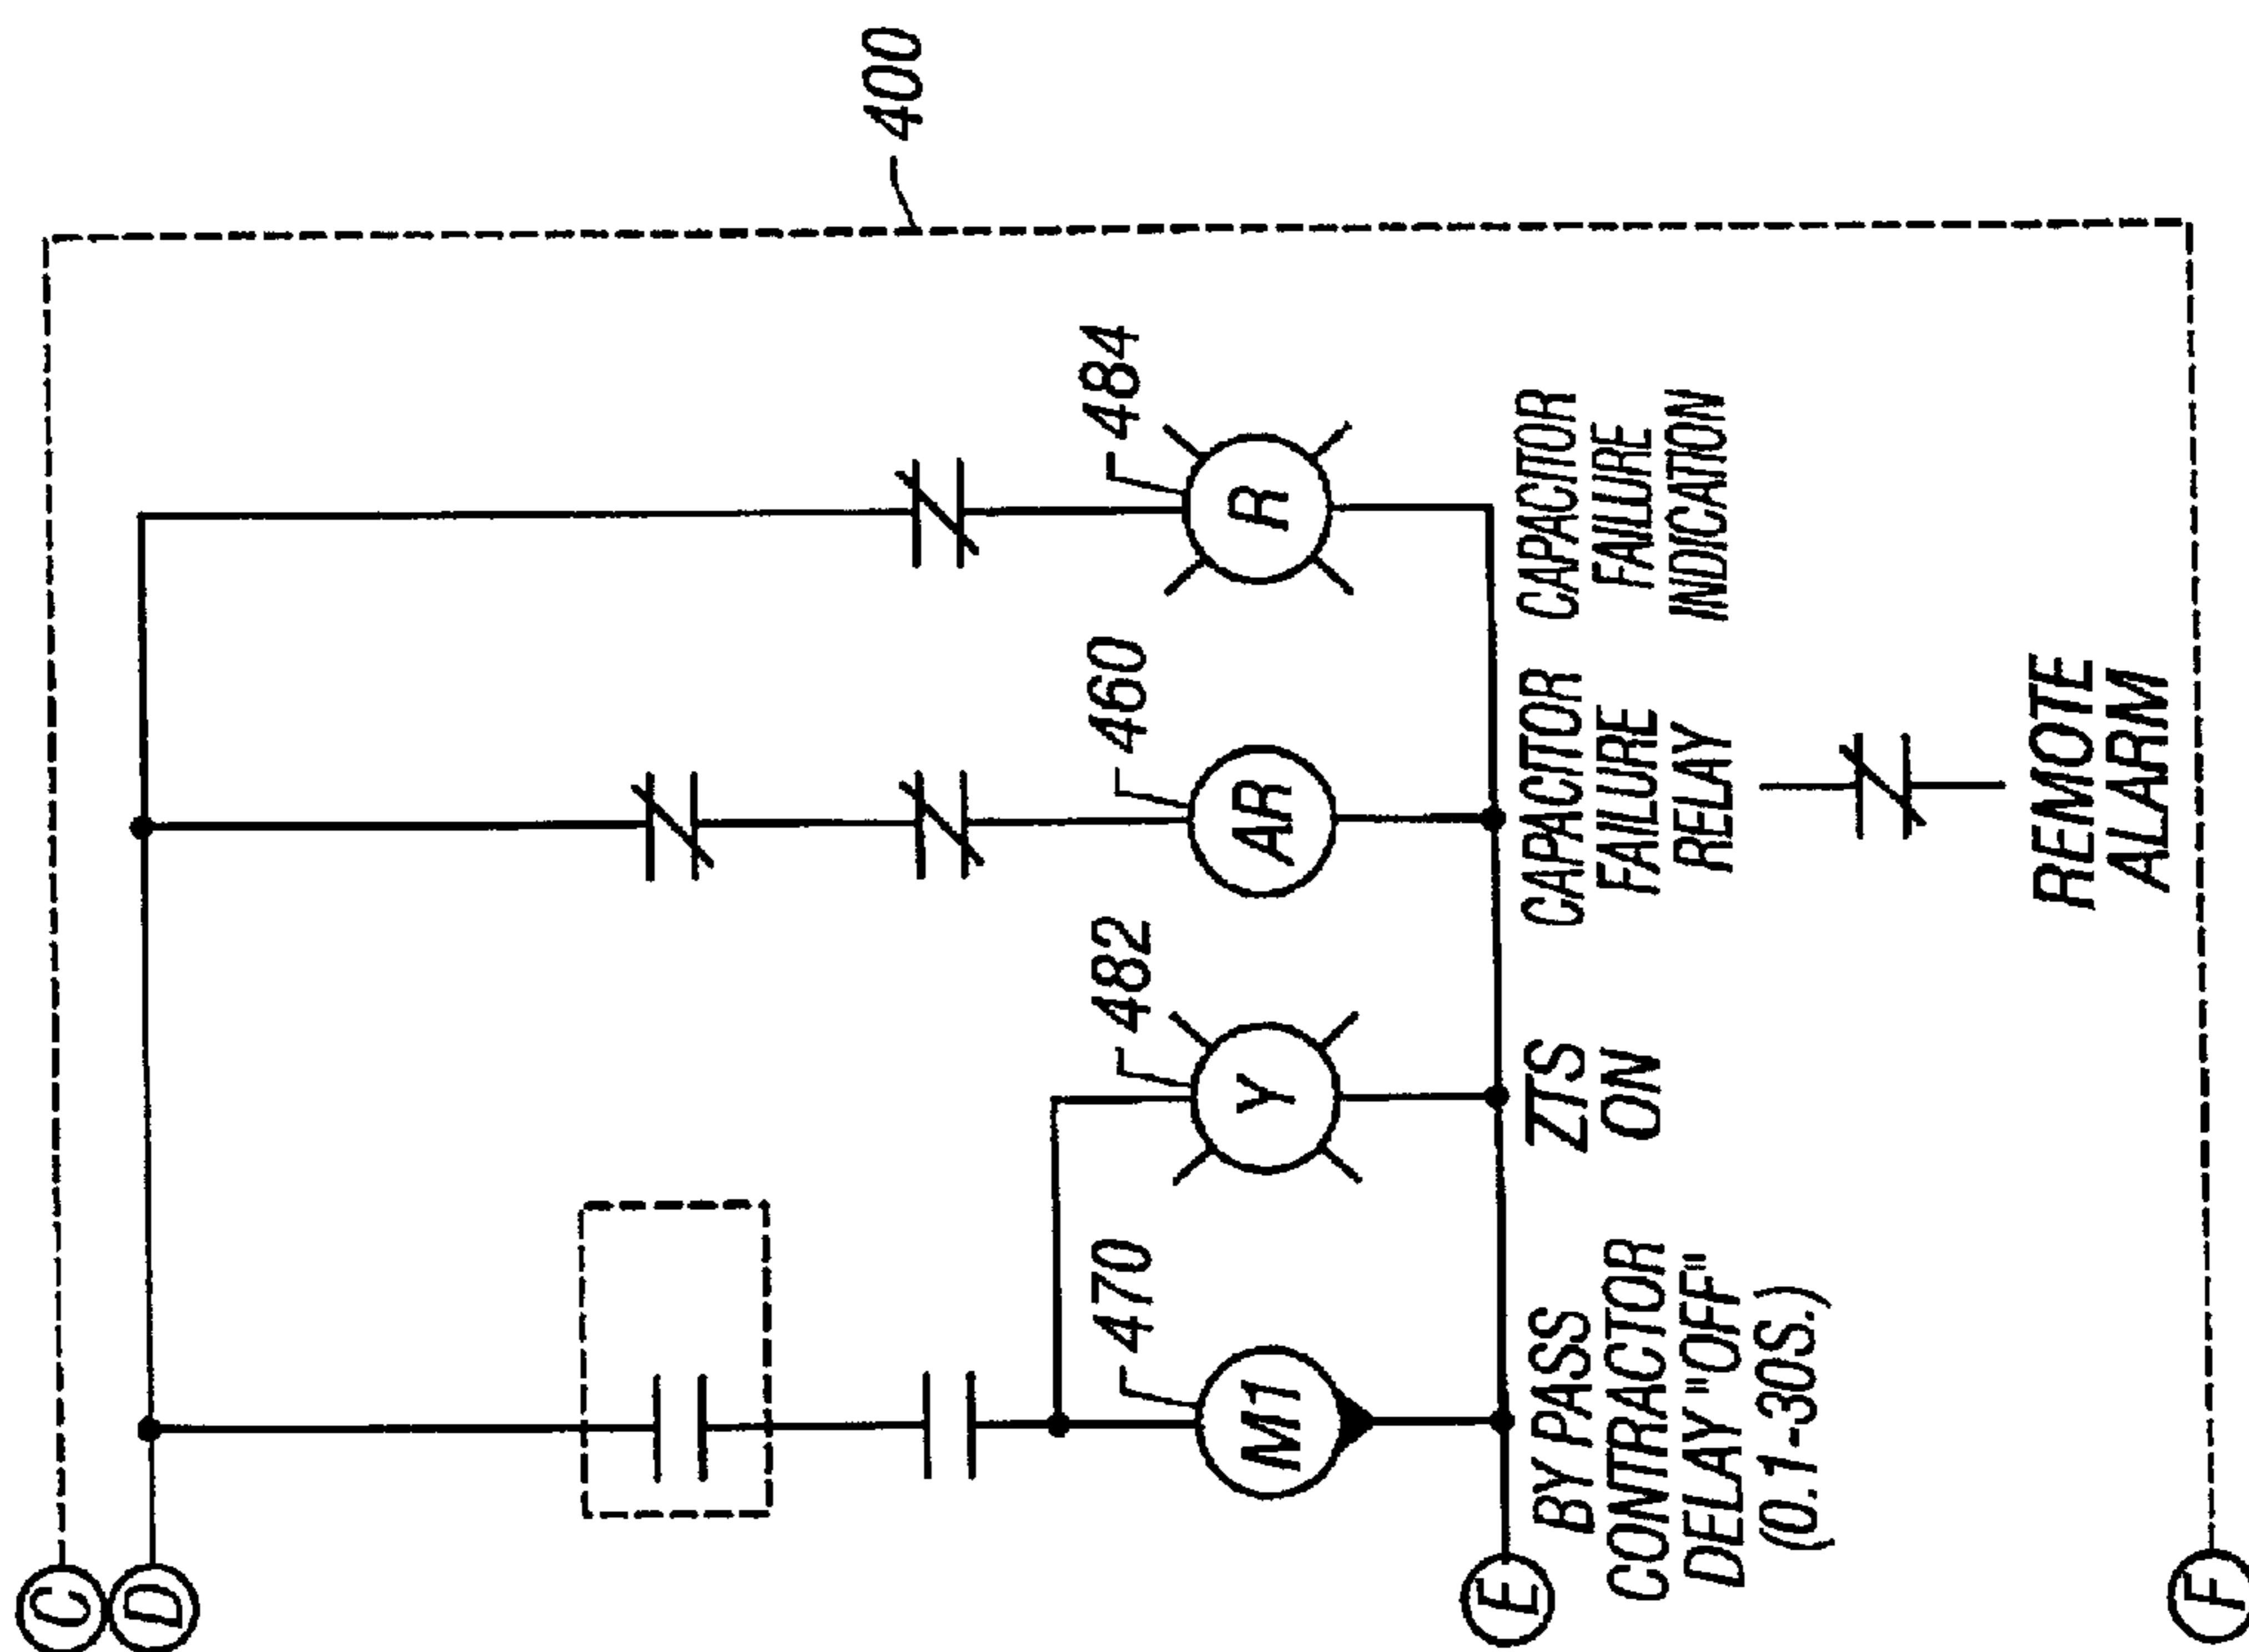 C
D
400
470
482
460
484
M1
Y
AR
R
E
BY PASS
CONTRACTOR
DELAY "OFF"
(0.1-30S.)
ZTS
ON
CAPACITOR
FAILURE
RELAY
CAPACITOR
FAILURE
INDICATION
REMOTE
ALARM
F